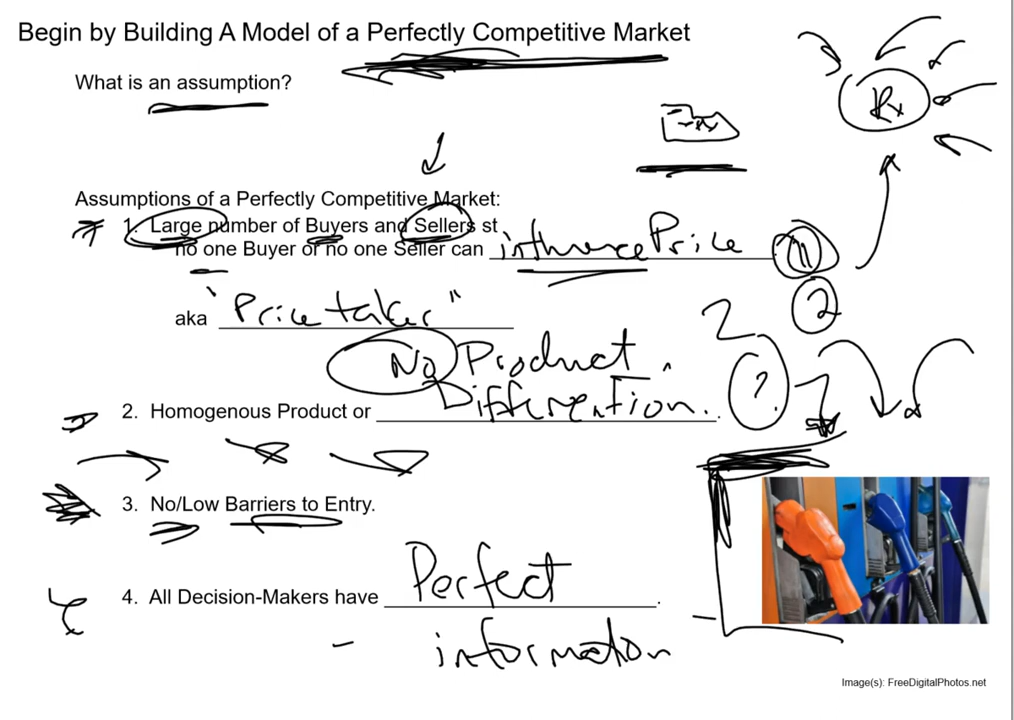 Begin by Building A Model of a Perfectly Competitive Market
What is an assumption?
Rx
Assumptions of a Perfectly Competitive Market:
1. Large number of Buyers and Sellers st
no one Buyer or no one Seller can Price
aka "Price taker"
2
2
No Product
2. Homogenous Product or
?
3. No/Low Barriers to Entry.
4. All Decision-Makers have Perfect
information
Image(s): FreeDigitalPhotos.net